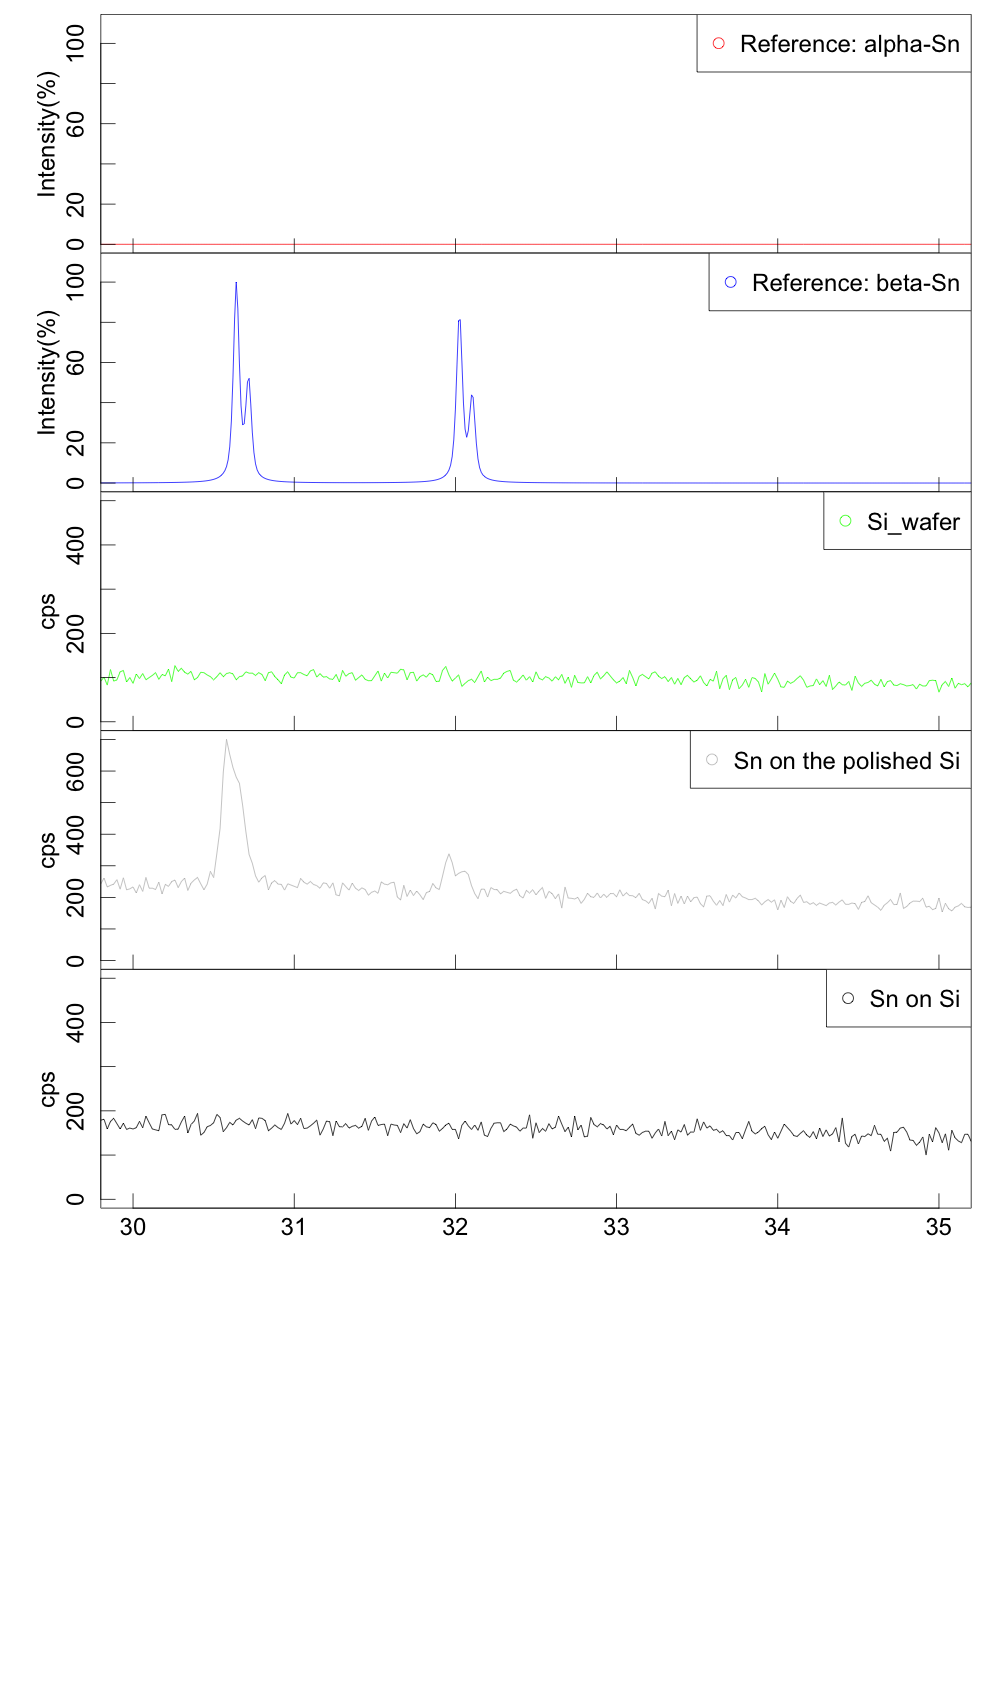 Reference: alpha-Sn
Intensity(%)
0 20 60 100
Reference: beta-Sn
Intensity(%)
0 20 60 100
Si_wafer
cps
0 200 400
Sn on the polished Si
cps
0 200 400 600
Sn on Si
cps
0 200 400
30 31 32 33 34 35